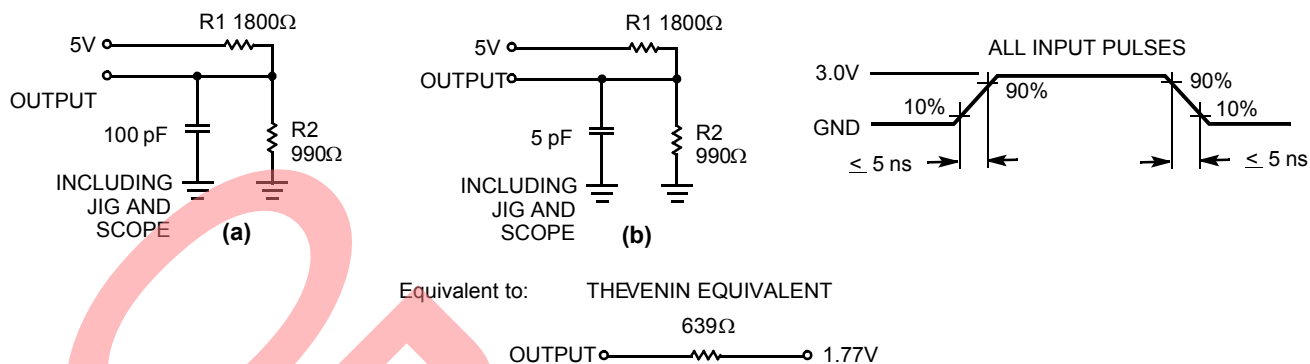 R1 1800Ω
5V
OUTPUT
100 pF
R2
990Ω
INCLUDING
JIG AND
SCOPE
(a)
R1 1800Ω
5V
OUTPUT
5 pF
R2
990Ω
INCLUDING
JIG AND
SCOPE
(b)
ALL INPUT PULSES
3.0V
90%
90%
10%
10%
GND
≤ 5 ns
≤ 5 ns
Equivalent to: THEVENIN EQUIVALENT
639Ω
OUTPUT 1.77V